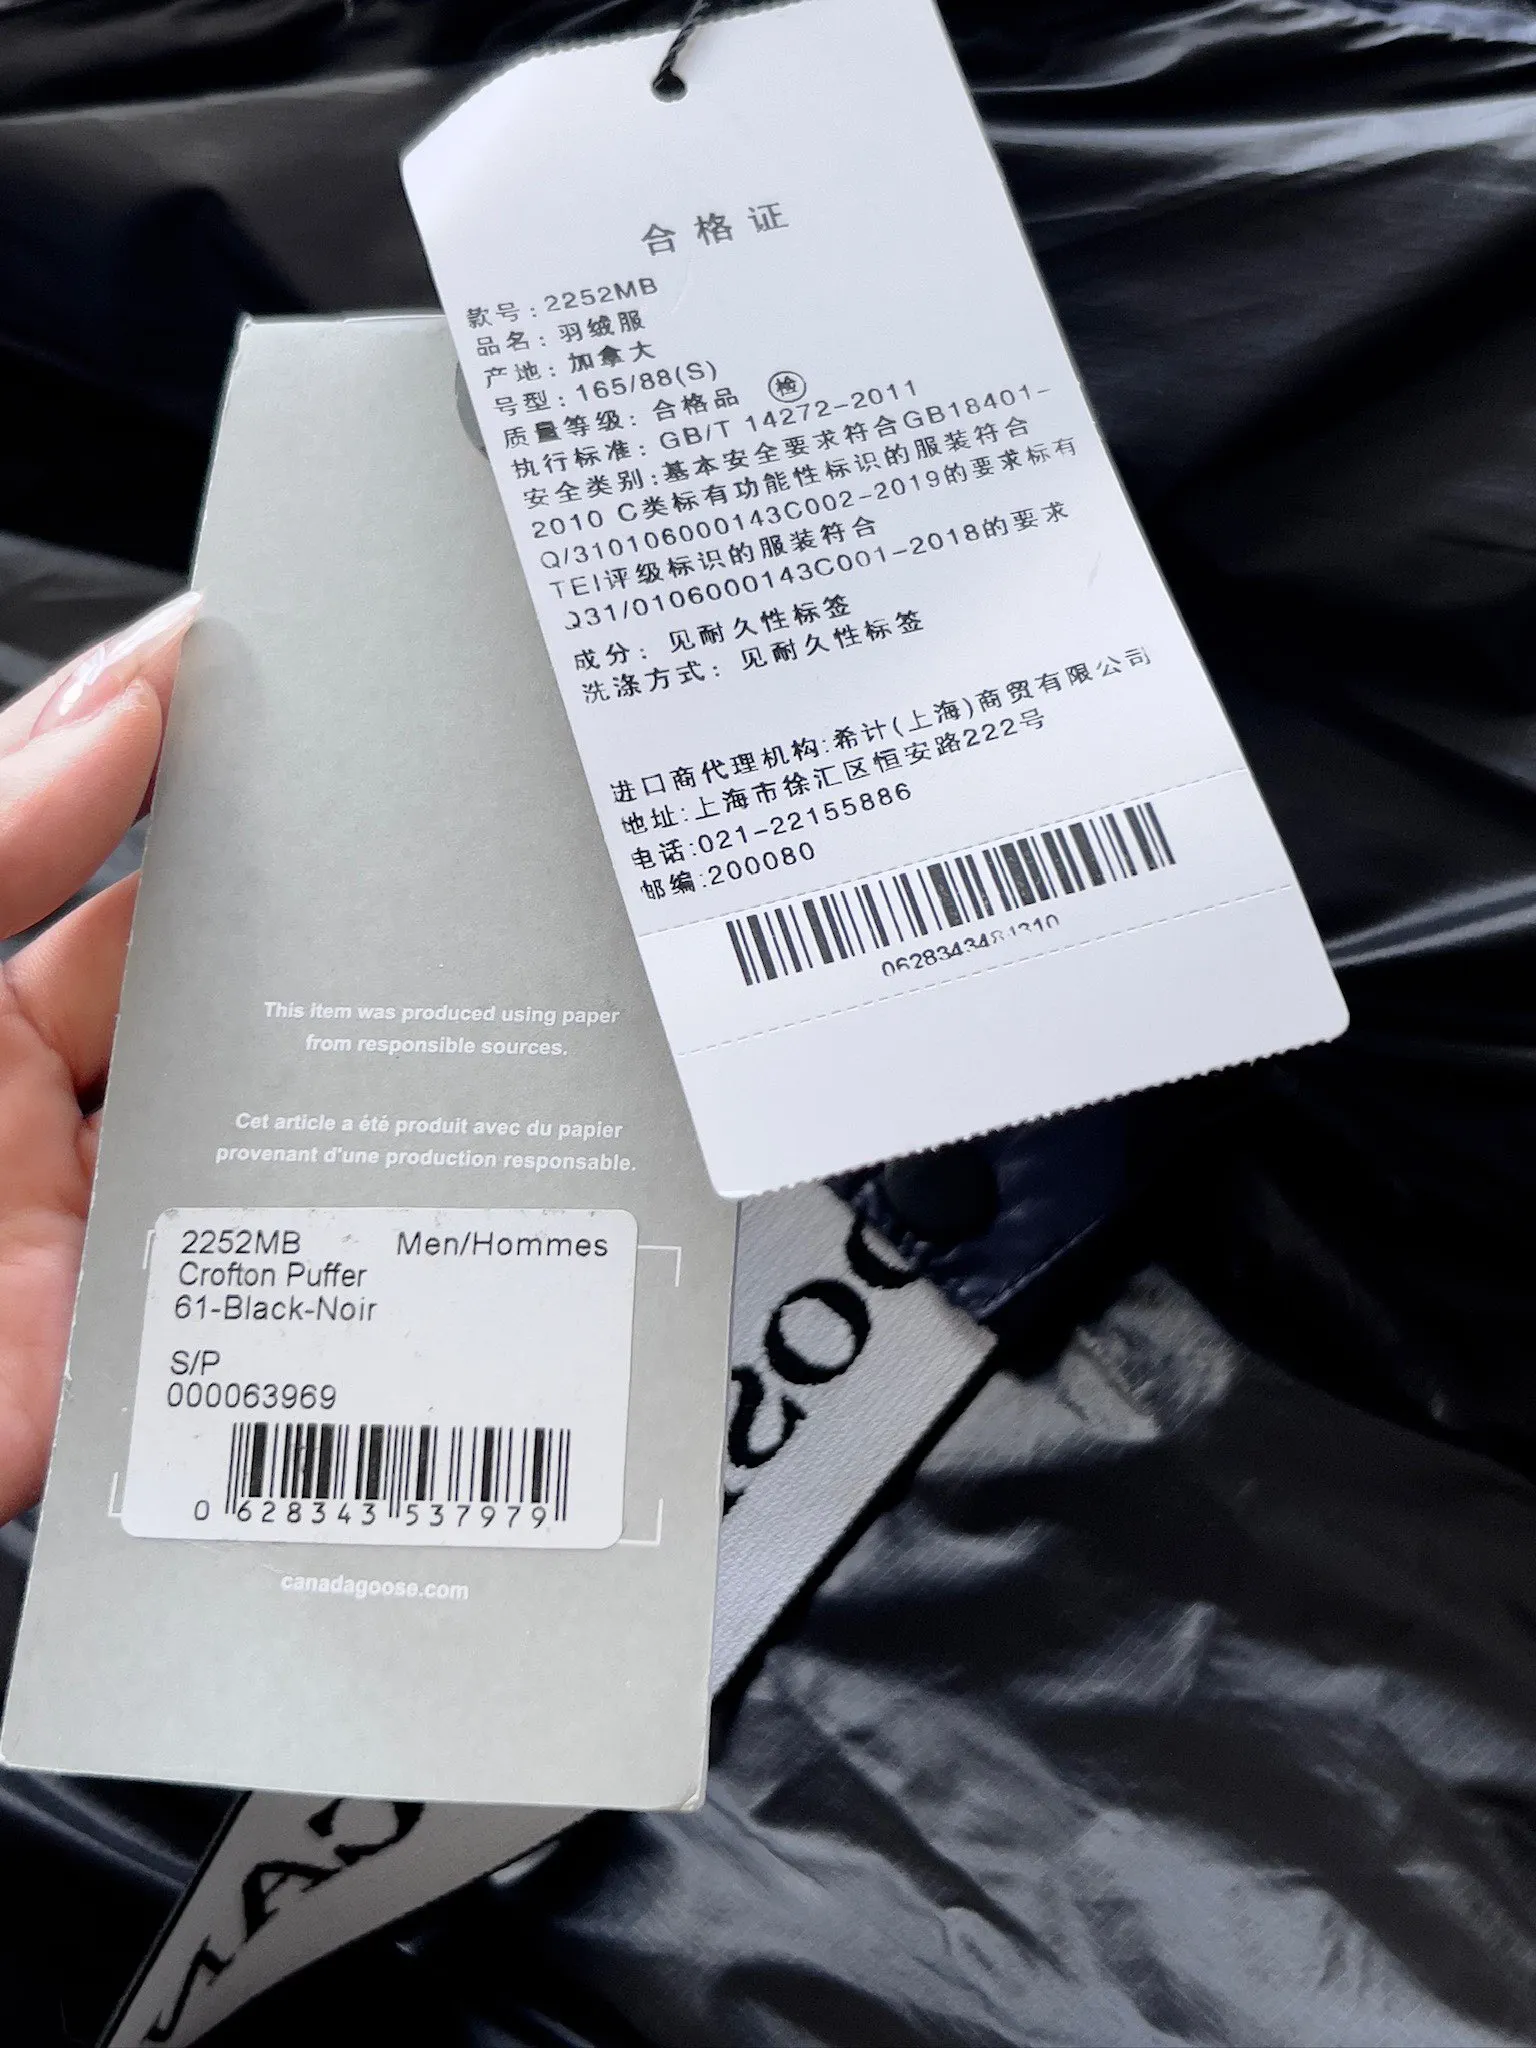 合格证
款号:2252MB
品名:羽绒服
产地:加拿大
号型:165/88(S)
质量等级:合格品 检
执行标准:GB/T 14272-2011
安全类别:基本安全要求符合GB18401-
2010 C类标有功能性标识的服装符合
Q/310106000143C002-2019的要求标有
TEI评级标识的服装符合
Q31/0106000143C001-2018的要求
成分: 见耐久性标签
洗涤方式: 见耐久性标签
进口商代理机构:希计(上海)商贸有限公司
地址:上海市徐汇区恒安路222号
电话:021-22155886
邮编:200080
This item was produced using paper
from responsible sources.
Cet article a été produit avec du papier
provenant d'une production responsable.
2252MB Men/Hommes
Crofton Puffer
61-Black-Noir
S/P
000063969
0 628343 537979
canadagoose.com